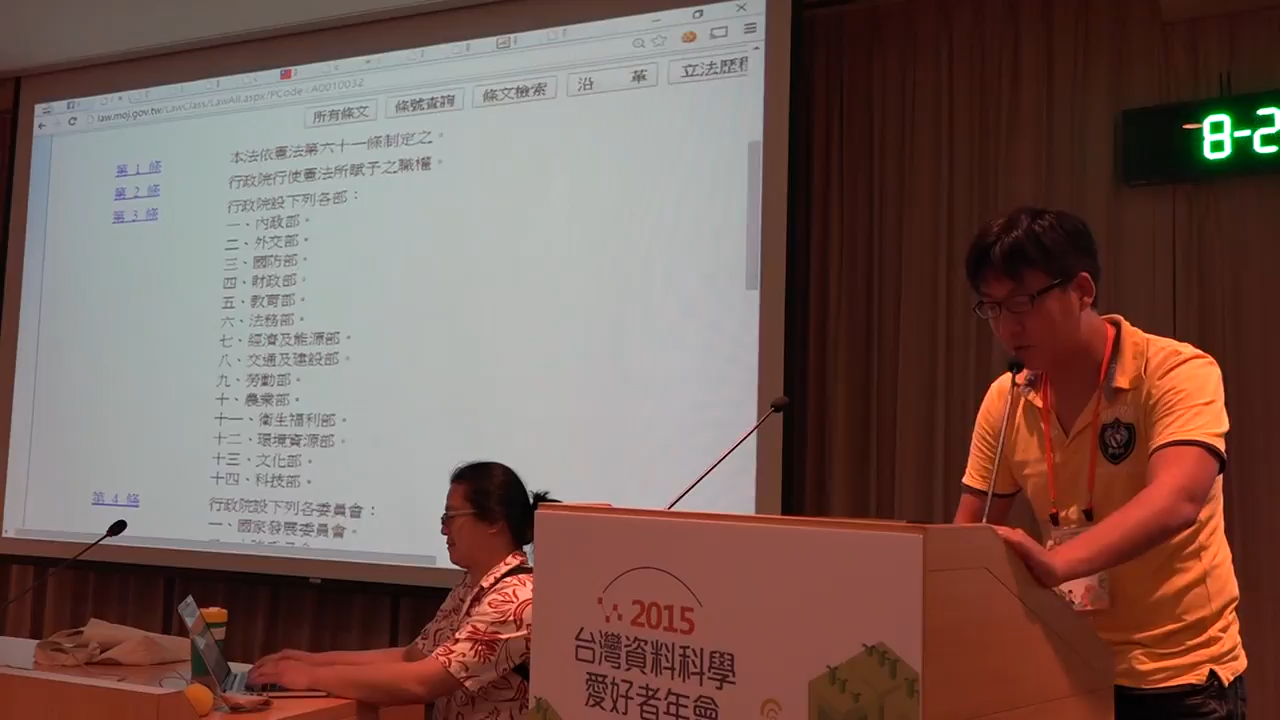 law.moj.gov.tw/LawClass/LawAll.aspx?PCode=A0010032
所有條文 條號查詢 條文檢索 沿 革 立法歷程
第 1 條 本法依憲法第六十一條制定之。
第 2 條 行政院行使憲法所賦予之職權。
第 3 條 行政院設下列各部：
一、內政部。
二、外交部。
三、國防部。
四、財政部。
五、教育部。
六、法務部。
七、經濟及能源部。
八、交通及建設部。
九、勞動部。
十、農業部。
十一、衛生福利部。
十二、環境資源部。
十三、文化部。
十四、科技部。
第 4 條 行政院設下列各委員會：
一、國家發展委員會。
8-2
2015
台灣資料科學
愛好者年會